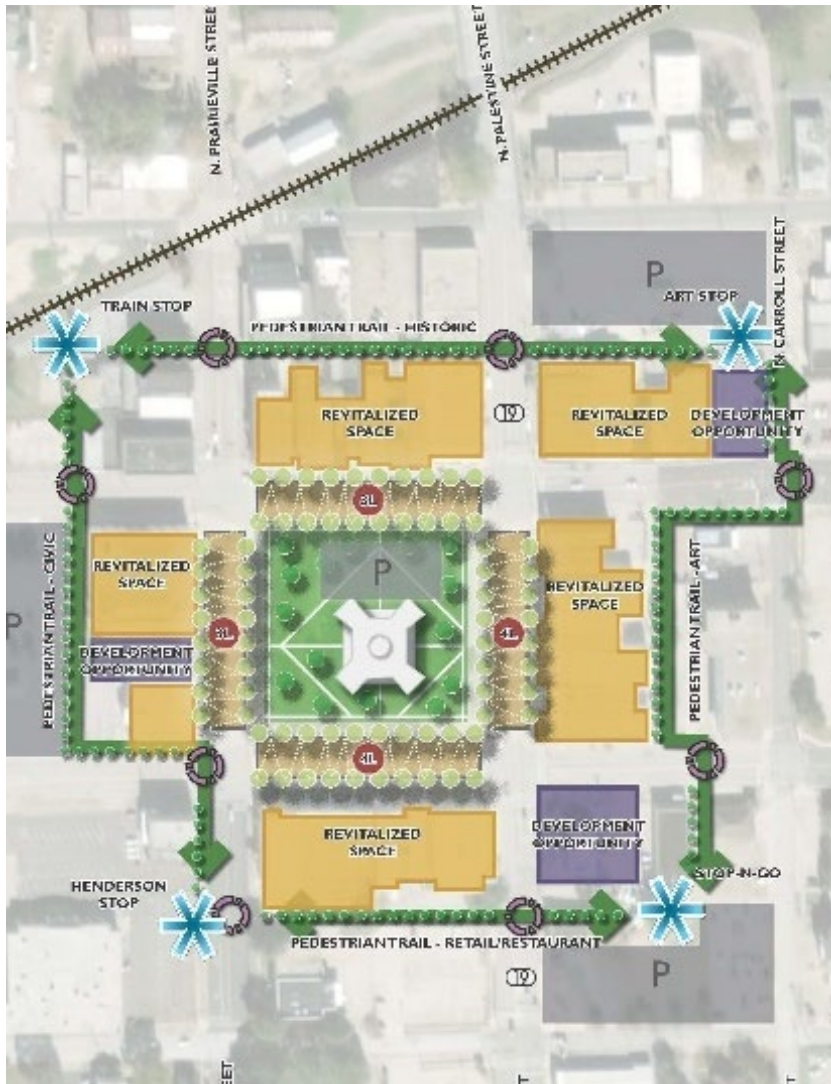 N. PRAIRIEVILLE STREET
N. PALESTINE STREET
N. CARROLL STREET
P
TRAIN STOP
ART STOP
PEDESTRIAN TRAIL - HISTORIC
REVITALIZED
SPACE
19
REVITALIZED
SPACE
DEVELOPMENT
OPPORTUNITY
3L
PEDESTRIAN TRAIL - CIVIC
P
REVITALIZED
SPACE
P
REVITALIZED
SPACE
PEDESTRIAN TRAIL - ART
3L
4L
DEVELOPMENT
OPPORTUNITY
4L
REVITALIZED
SPACE
DEVELOPMENT
OPPORTUNITY
HENDERSON
STOP
STOP-N-GO
PEDESTRIAN TRAIL - RETAIL/RESTAURANT
19
P
EET